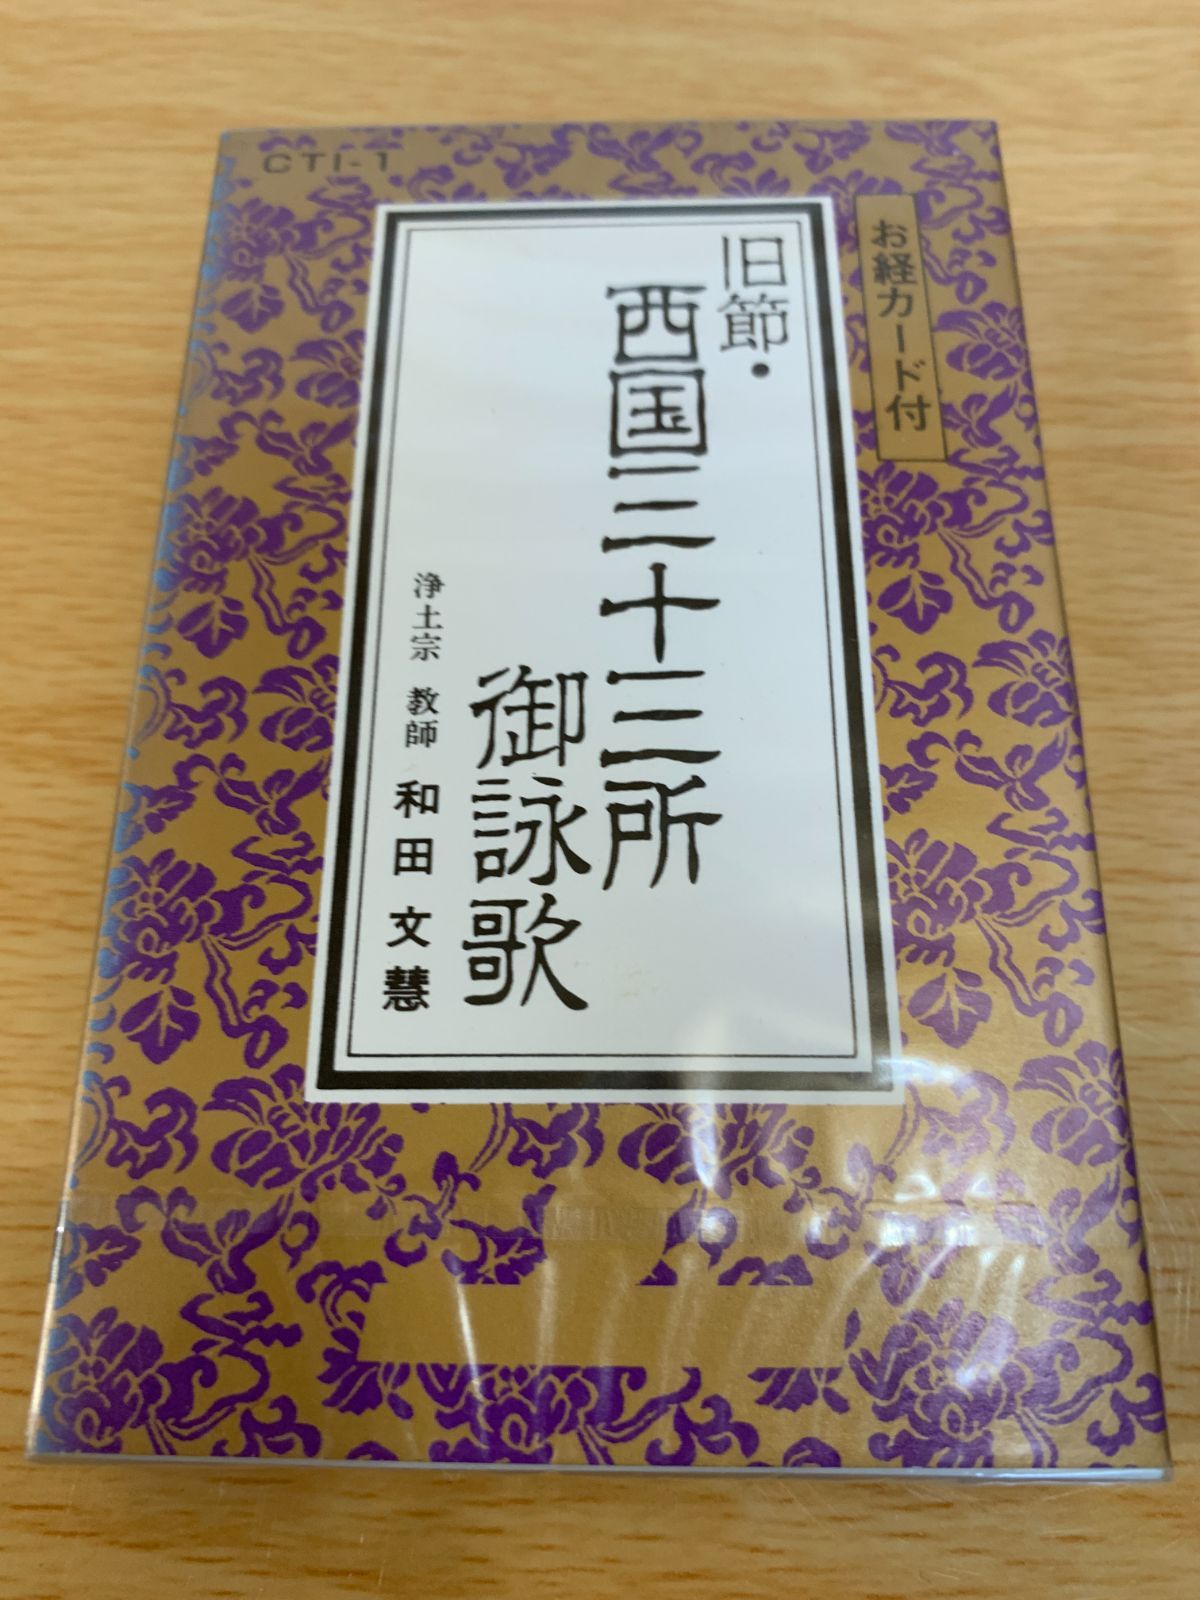 CTI-1
お経カード付
旧節・
西国三十三所
御詠歌
浄土宗 教師 和田文慧